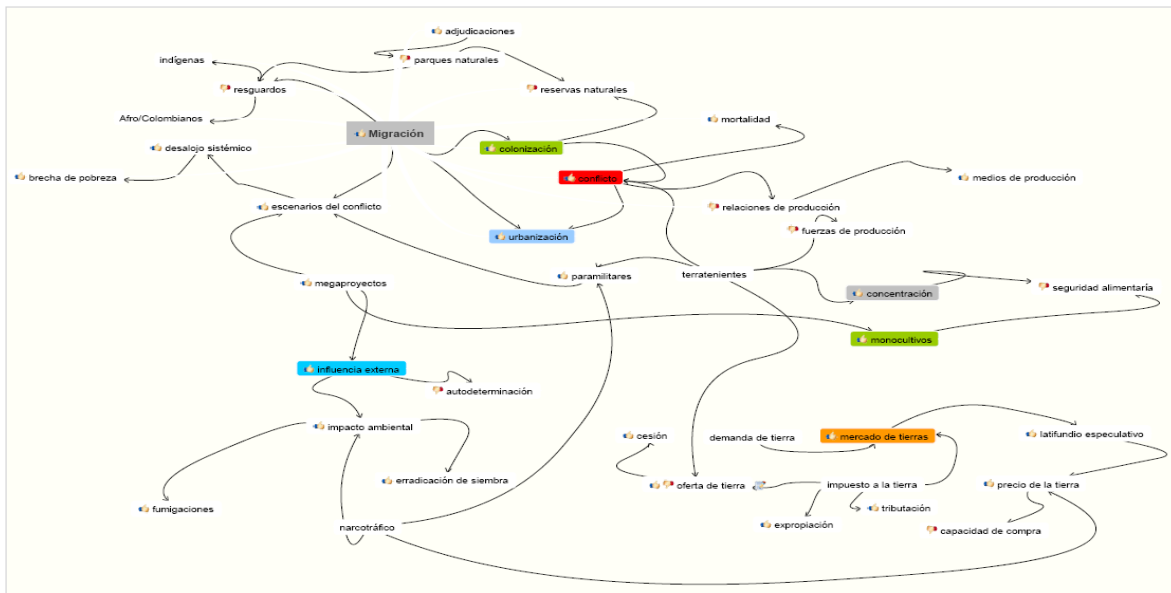 adjudicaciones
indígenas
parques naturales
resguardos
reservas naturales
Afro/Colombianos
mortalidad
Migración
colonización
desalojo sistémico
brecha de pobreza
conflicto
medios de producción
escenarios del conflicto
relaciones de producción
fuerzas de producción
urbanización
paramilitares
terratenientes
megaproyectos
concentración
seguridad alimentaría
monocultivos
influencia externa
autodeterminación
impacto ambiental
cesión
demanda de tierra
mercado de tierras
latifundio especulativo
erradicación de siembra
oferta de tierra
impuesto a la tierra
precio de la tierra
fumigaciones
tributación
narcotráfico
expropiación
capacidad de compra